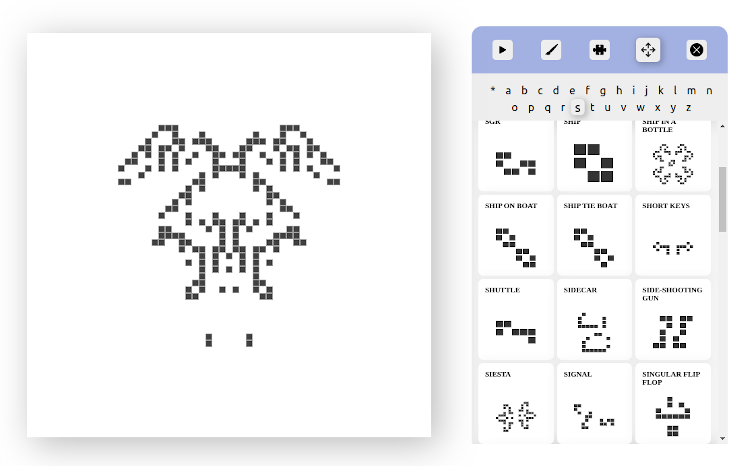 * a b c d e f g h i j k l m n
o p q r s t u v w x y z
SGR
SHIP
SHIP IN A
BOTTLE
SHIP ON BOAT
SHIP TIE BOAT
SHORT KEYS
SHUTTLE
SIDECAR
SIDE-SHOOTING
GUN
SIESTA
SIGNAL
SINGULAR FLIP
FLOP